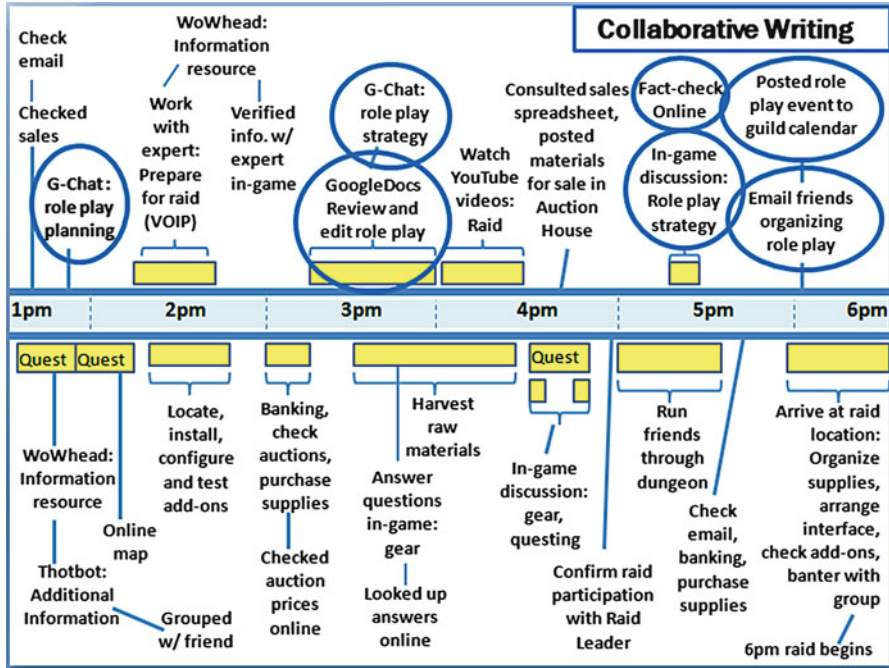 Collaborative Writing
Check
email
Checked
sales
G-Chat:
role play
planning
WoWhead:
Information
resource
Work
with
expert:
Prepare
for raid
(VOIP)
Verified
info. w/
expert
in-game
G-Chat:
role play
strategy
GoogleDocs
Review and
edit role play
Watch
YouTube
videos:
Raid
Consulted sales
spreadsheet,
posted
materials
for sale in
Auction
House
Fact-check
Online
In-game
discussion:
Role play
strategy
Posted role
play event to
guild calendar
Email friends
organizing
role play
1pm 2pm 3pm 4pm 5pm 6pm
Quest Quest
Quest
WoWhead:
Information
resource
Online
map
Thotbot:
Additional
Information
Grouped
w/ friend
Locate,
install,
configure
and test
add-ons
Banking,
check
auctions,
purchase
supplies
Checked
auction
prices
online
Harvest
raw
materials
Answer
questions
in-game:
gear
Looked up
answers
online
In-game
discussion:
gear,
questing
Confirm raid
participation
with Raid
Leader
Run
friends
through
dungeon
Check
email,
banking,
purchase
supplies
Arrive at raid
location:
Organize
supplies,
arrange
interface,
check add-ons,
banter with
group
6pm raid begins